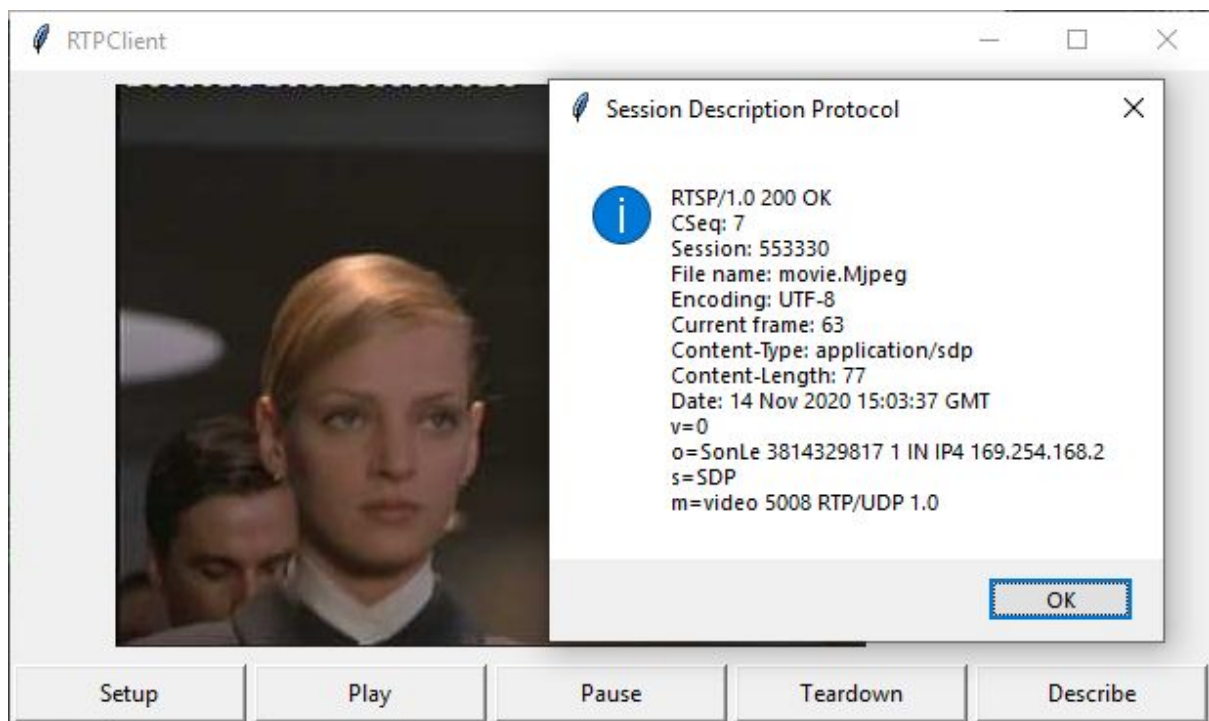 RTPClient
Session Description Protocol
i
RTSP/1.0 200 OK
CSeq: 7
Session: 553330
File name: movie.Mjpeg
Encoding: UTF-8
Current frame: 63
Content-Type: application/sdp
Content-Length: 77
Date: 14 Nov 2020 15:03:37 GMT
v=0
o=SonLe 3814329817 1 IN IP4 169.254.168.2
s=SDP
m=video 5008 RTP/UDP 1.0
OK
Setup Play Pause Teardown Describe